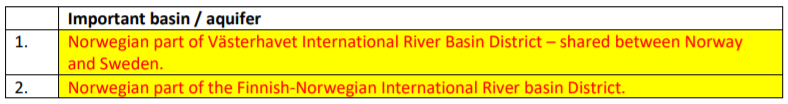 Important basin / aquifer
1. Norwegian part of Västerhavet International River Basin District – shared between Norway
and Sweden.
2. Norwegian part of the Finnish-Norwegian International River basin District.